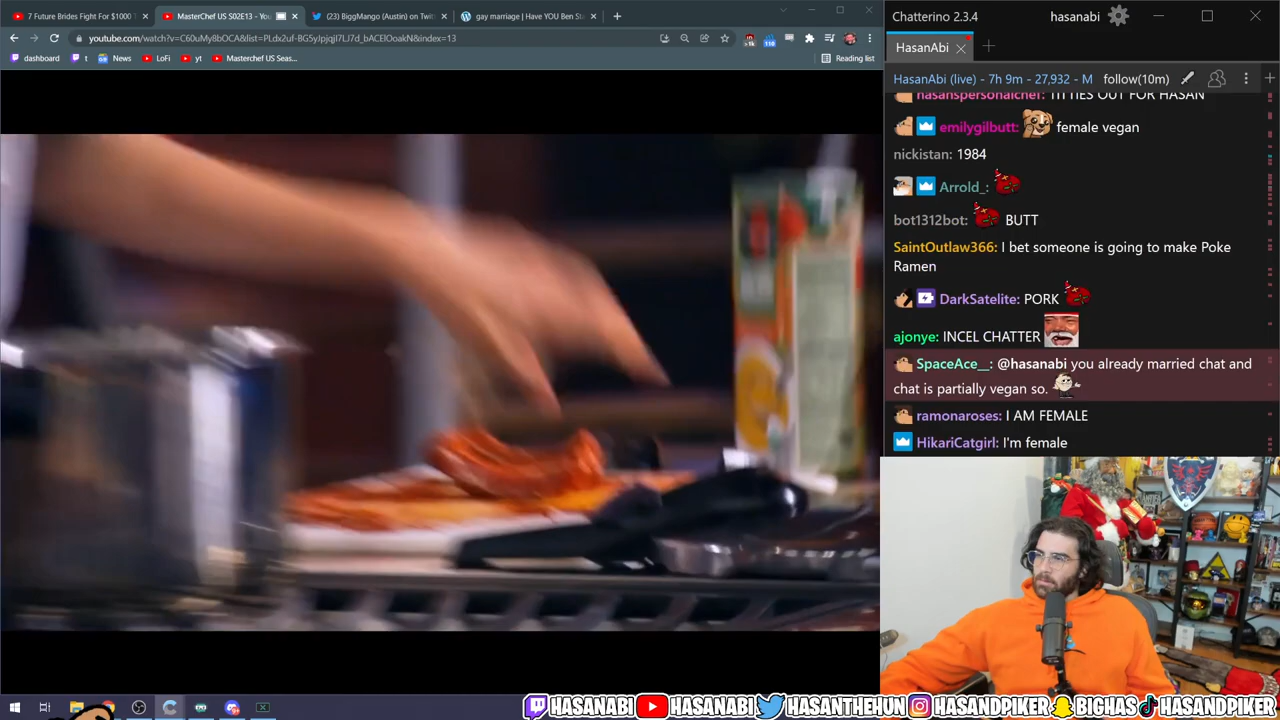 7 Future Brides Fight For $1000
MasterChef US S02E13 - You
(23) BiggMango (Austin) on Twit
gay marriage | Have YOU Ben Sta
youtube.com/watch?v=C60uMy8bOCA&list=PLdx2uf-BG5yJpjqjl7LJ7d_bACElOoakN&index=13
dashboard
t
News
LoFi
yt
Masterchef US Seas...
Reading list
Chatterino 2.3.4
hasanabi
HasanAbi
HasanAbi (live) - 7h 9m - 27,932 - M
follow(10m)
hasanspersonalchef: TITTIES OUT FOR HASAN
emilygilbutt: female vegan
nickistan: 1984
Arrold_:
bot1312bot: BUTT
SaintOutlaw366: I bet someone is going to make Poke
Ramen
DarkSatelite: PORK
ajonye: INCEL CHATTER
SpaceAce__: @hasanabi you already married chat and
chat is partially vegan so.
ramonaroses: I AM FEMALE
HikariCatgirl: I'm female
HASANABI HASANABI HASANTHEHUN HASANDPIKER BIGHAS HASANDPIKER